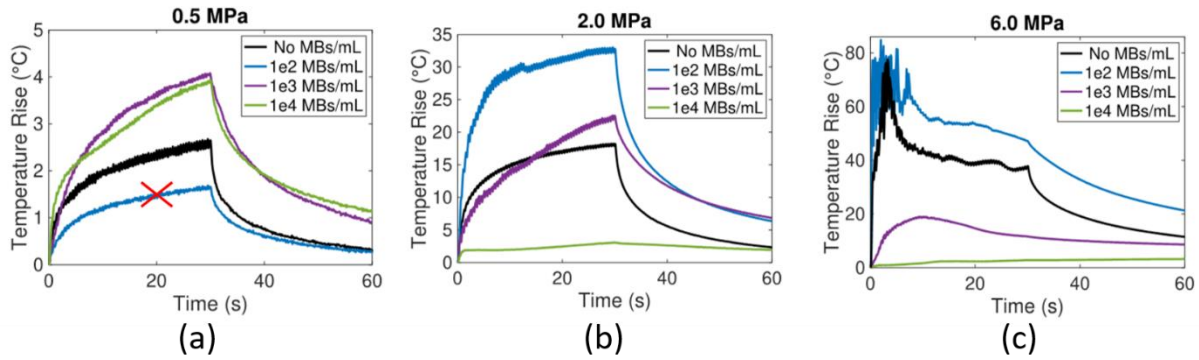 0.5 MPa
Temperature Rise (°C)
5
4
3
2
1
0
No MBs/mL
1e2 MBs/mL
1e3 MBs/mL
1e4 MBs/mL
0 20 40 60
Time (s)
(a)
2.0 MPa
Temperature Rise (°C)
35
30
25
20
15
10
5
0
No MBs/mL
1e2 MBs/mL
1e3 MBs/mL
1e4 MBs/mL
0 20 40 60
Time (s)
(b)
6.0 MPa
Temperature Rise (°C)
80
60
40
20
0
No MBs/mL
1e2 MBs/mL
1e3 MBs/mL
1e4 MBs/mL
0 20 40 60
Time (s)
(c)